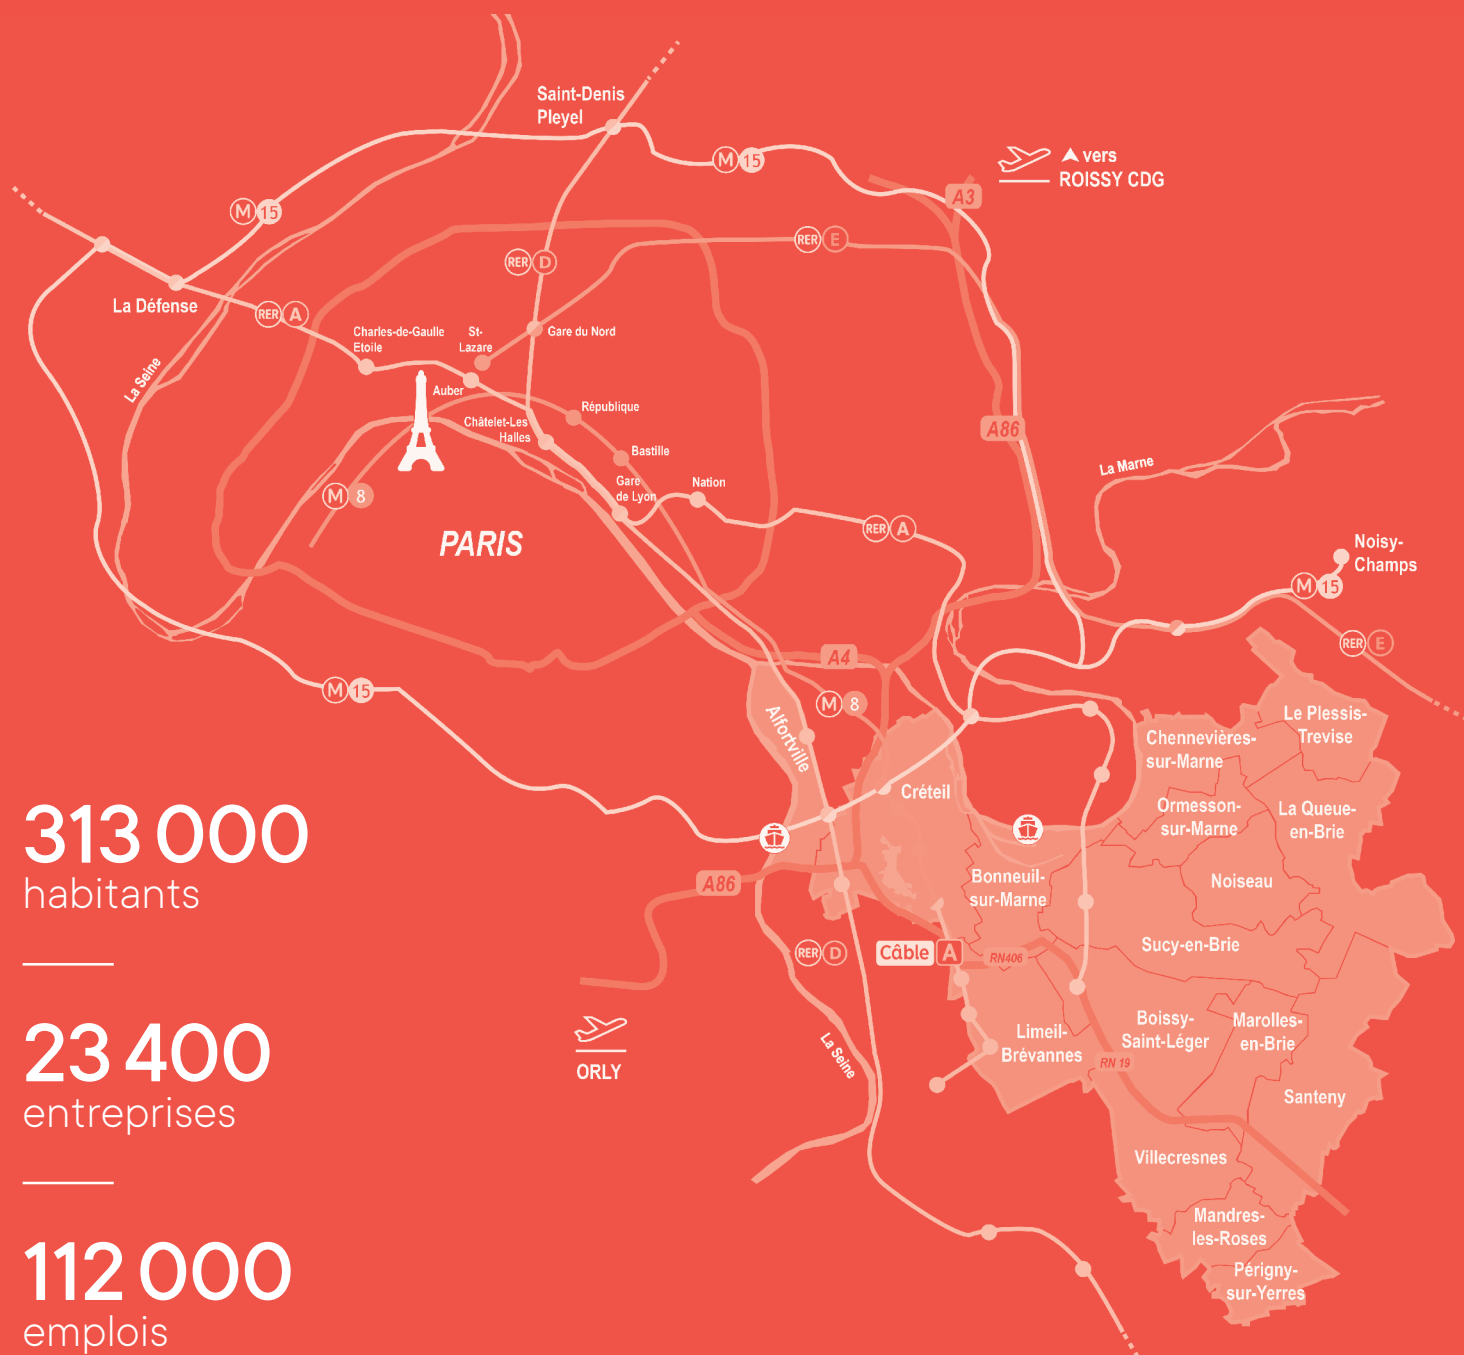 Saint-Denis
Pleyel
M 15
vers
ROISSY CDG
A3
M 15
RER E
RER D
La Défense
RER A
Charles-de-Gaulle
Etoile
St-
Lazare
Gare du Nord
La Seine
Auber
République
Châtelet-Les
Halles
A86
Bastille
La Marne
Gare
de Lyon
Nation
M 8
RER A
PARIS
Noisy-
Champs
M 15
RER E
A4
M 15
M 8
Alfortville
Le Plessis-
Trevise
Chennevières-
sur-Marne
Créteil
Ormesson-
sur-Marne
La Queue-
en-Brie
313 000
habitants
A86
Bonneuil-
sur-Marne
Noiseau
Sucy-en-Brie
RER D
Câble A
RN406
23 400
entreprises
ORLY
La Seine
Limeil-
Brévannes
Boissy-
Saint-Léger
Marolles-
en-Brie
RN 19
Santeny
Villecresnes
Mandres-
les-Roses
Périgny-
sur-Yerres
112 000
emplois